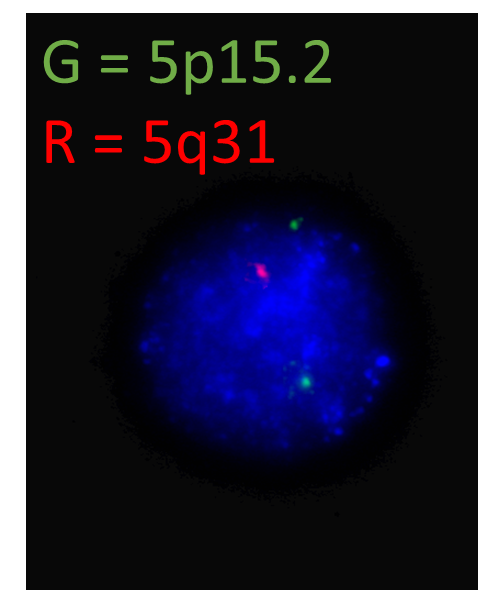 G = 5p15.2
R = 5q31